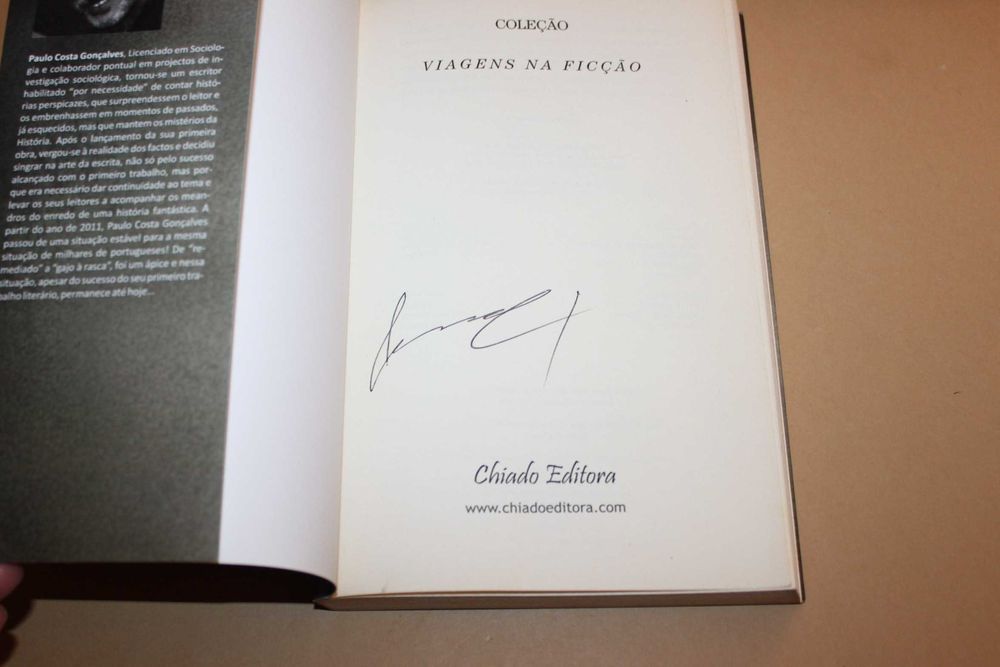 Paulo Costa Gonçalves, Licenciado em Sociolo-
gia e colaborador pontual em projectos de in-
vestigação sociológica, tornou-se um escritor
habilitado "por necessidade" de contar histó-
rias perspicazes, que surpreendessem o leitor e
os embrenhassem em momentos de passados,
já esquecidos, mas que mantem os mistérios da
História. Após o lançamento da sua primeira
obra, vergou-se à realidade dos factos e decidiu
singrar na arte da escrita, não só pelo sucesso
alcançado com o primeiro trabalho, mas por-
que era necessário dar continuidade ao tema e
levar os seus leitores a acompanhar os mean-
dros do enredo de uma história fantástica. A
partir do ano de 2011, Paulo Costa Gonçalves
passou de uma situação estável para a mesma
situação de milhares de portugueses! De "re-
mediado" a "gajo à rasca", foi um ápice e nessa
situação, apesar do sucesso do seu primeiro tra-
balho literário, permanece até hoje...
COLEÇÃO
VIAGENS NA FICÇÃO
Chiado Editora
www.chiadoeditora.com